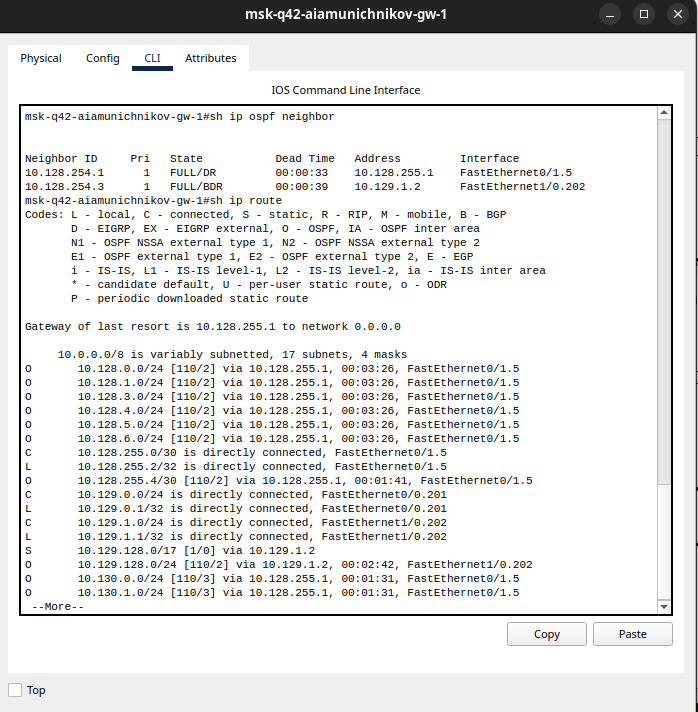 msk-q42-aiamunichnikov-gw-1
Physical Config CLI Attributes
IOS Command Line Interface
msk-q42-aiamunichnikov-gw-1#sh ip ospf neighbor
Neighbor ID     Pri   State           Dead Time   Address         Interface
10.128.254.1      1   FULL/DR         00:00:33    10.128.255.1    FastEthernet0/1.5
10.128.254.3      1   FULL/BDR        00:00:39    10.129.1.2      FastEthernet1/0.202
msk-q42-aiamunichnikov-gw-1#sh ip route
Codes: L - local, C - connected, S - static, R - RIP, M - mobile, B - BGP
       D - EIGRP, EX - EIGRP external, O - OSPF, IA - OSPF inter area
       N1 - OSPF NSSA external type 1, N2 - OSPF NSSA external type 2
       E1 - OSPF external type 1, E2 - OSPF external type 2, E - EGP
       i - IS-IS, L1 - IS-IS level-1, L2 - IS-IS level-2, ia - IS-IS inter area
       * - candidate default, U - per-user static route, o - ODR
       P - periodic downloaded static route
Gateway of last resort is 10.128.255.1 to network 0.0.0.0
     10.0.0.0/8 is variably subnetted, 17 subnets, 4 masks
O       10.128.0.0/24 [110/2] via 10.128.255.1, 00:03:26, FastEthernet0/1.5
O       10.128.1.0/24 [110/2] via 10.128.255.1, 00:03:26, FastEthernet0/1.5
O       10.128.3.0/24 [110/2] via 10.128.255.1, 00:03:26, FastEthernet0/1.5
O       10.128.4.0/24 [110/2] via 10.128.255.1, 00:03:26, FastEthernet0/1.5
O       10.128.5.0/24 [110/2] via 10.128.255.1, 00:03:26, FastEthernet0/1.5
O       10.128.6.0/24 [110/2] via 10.128.255.1, 00:03:26, FastEthernet0/1.5
C       10.128.255.0/30 is directly connected, FastEthernet0/1.5
L       10.128.255.2/32 is directly connected, FastEthernet0/1.5
O       10.128.255.4/30 [110/2] via 10.128.255.1, 00:01:41, FastEthernet0/1.5
C       10.129.0.0/24 is directly connected, FastEthernet0/0.201
L       10.129.0.1/32 is directly connected, FastEthernet0/0.201
C       10.129.1.0/24 is directly connected, FastEthernet1/0.202
L       10.129.1.1/32 is directly connected, FastEthernet1/0.202
S       10.129.128.0/17 [1/0] via 10.129.1.2
O       10.129.128.0/24 [110/2] via 10.129.1.2, 00:02:42, FastEthernet1/0.202
O       10.130.0.0/24 [110/3] via 10.128.255.1, 00:01:31, FastEthernet0/1.5
O       10.130.1.0/24 [110/3] via 10.128.255.1, 00:01:31, FastEthernet0/1.5
 --More--
Copy Paste
Top